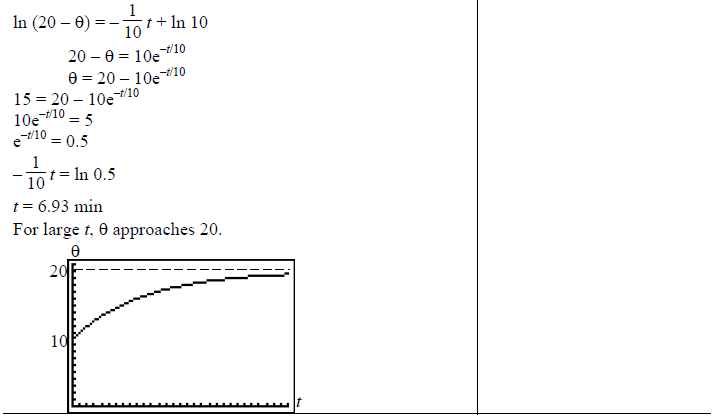 ln (20 – θ) = – 1/10 t + ln 10
20 – θ = 10e^–t/10
θ = 20 – 10e^–t/10
15 = 20 – 10e^–t/10
10e^–t/10 = 5
e^–t/10 = 0.5
– 1/10 t = ln 0.5
t = 6.93 min
For large t, θ approaches 20.
θ
20
10
t